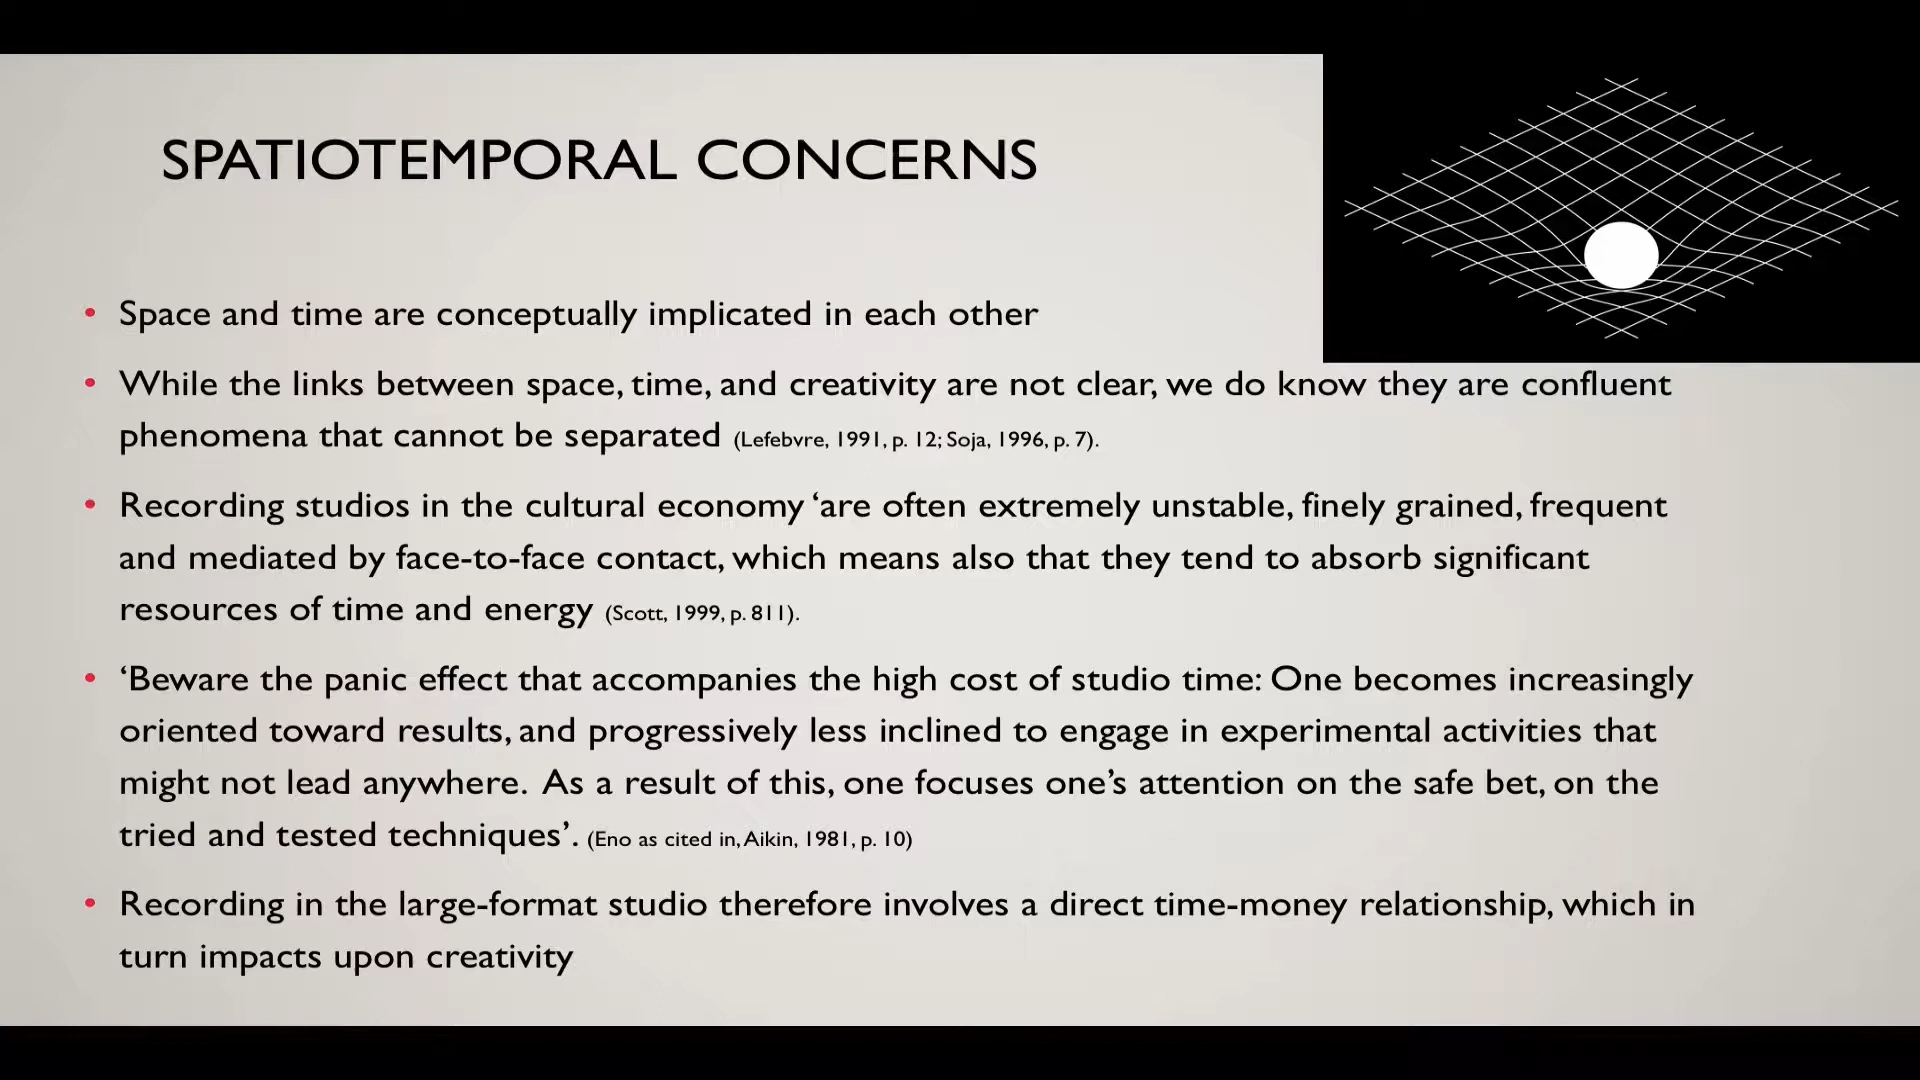 SPATIOTEMPORAL CONCERNS
• Space and time are conceptually implicated in each other
• While the links between space, time, and creativity are not clear, we do know they are confluent
phenomena that cannot be separated (Lefebvre, 1991, p. 12; Soja, 1996, p. 7).
• Recording studios in the cultural economy ‘are often extremely unstable, finely grained, frequent
and mediated by face-to-face contact, which means also that they tend to absorb significant
resources of time and energy (Scott, 1999, p. 811).
• ‘Beware the panic effect that accompanies the high cost of studio time: One becomes increasingly
oriented toward results, and progressively less inclined to engage in experimental activities that
might not lead anywhere.  As a result of this, one focuses one’s attention on the safe bet, on the
tried and tested techniques’. (Eno as cited in, Aikin, 1981, p. 10)
• Recording in the large-format studio therefore involves a direct time-money relationship, which in
turn impacts upon creativity